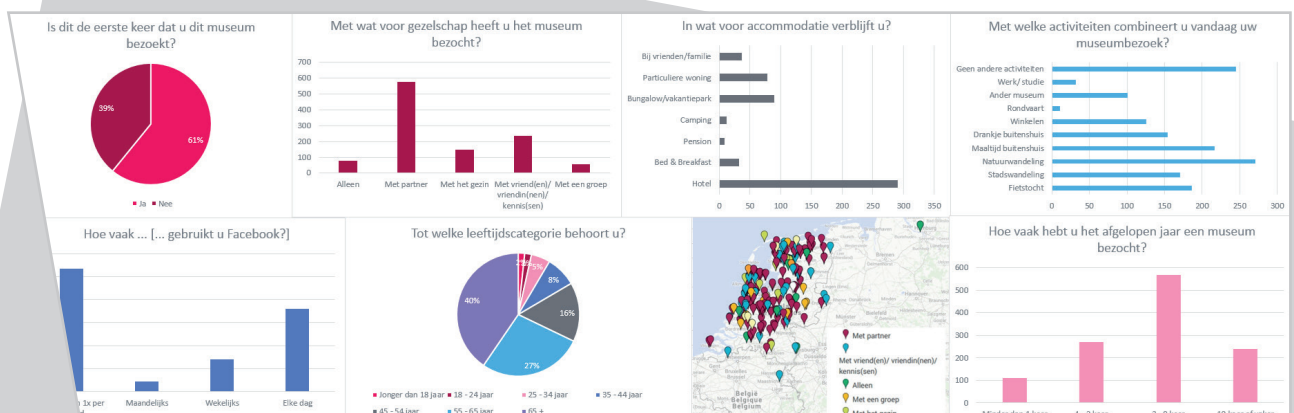 Is dit de eerste keer dat u dit museum
bezoekt?
39%
61%
Ja Nee
Met wat voor gezelschap heeft u het museum
bezocht?
700
600
500
400
300
200
100
0
Alleen
Met partner
Met het gezin
Met vriend(en)/
vriendin(nen)/
kennis(sen)
Met een groep
In wat voor accommodatie verblijft u?
Bij vrienden/familie
Particuliere woning
Bungalow/vakantiepark
Camping
Pension
Bed & Breakfast
Hotel
0 50 100 150 200 250 300 350
Met welke activiteiten combineert u vandaag uw
museumbezoek?
Geen andere activiteiten
Werk/ studie
Ander museum
Rondvaart
Winkelen
Drankje buitenshuis
Maaltijd buitenshuis
Natuurwandeling
Stadswandeling
Fietstocht
0 50 100 150 200 250 300
Hoe vaak ... [... gebruikt u Facebook?]
1x per
Maandelijks
Wekelijks
Elke dag
Tot welke leeftijdscategorie behoort u?
5%
8%
16%
27%
40%
Jonger dan 18 jaar 18 - 24 jaar 25 - 34 jaar 35 - 44 jaar
45 - 54 jaar 55 - 65 jaar 65 +
Met partner
Met vriend(en)/ vriendin(nen)/
kennis(sen)
Alleen
Met een groep
Met het gezin
België
Belgique
Belgien
Hoe vaak hebt u het afgelopen jaar een museum
bezocht?
600
500
400
300
200
100
0